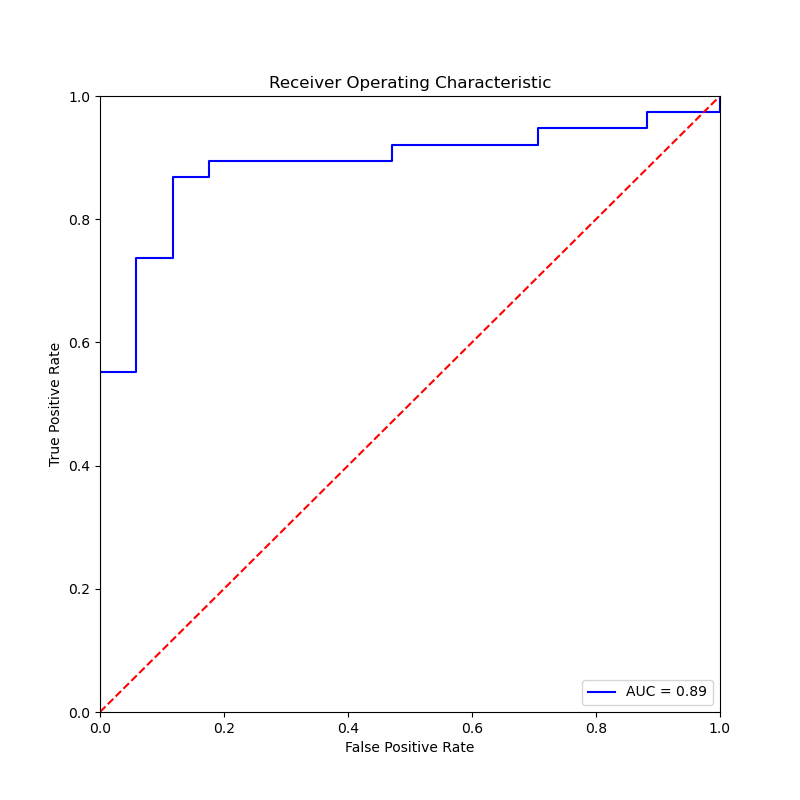 Receiver Operating Characteristic
1.0
0.8
0.6
0.4
0.2
0.0
True Positive Rate
AUC = 0.89
0.0 0.2 0.4 0.6 0.8 1.0
False Positive Rate